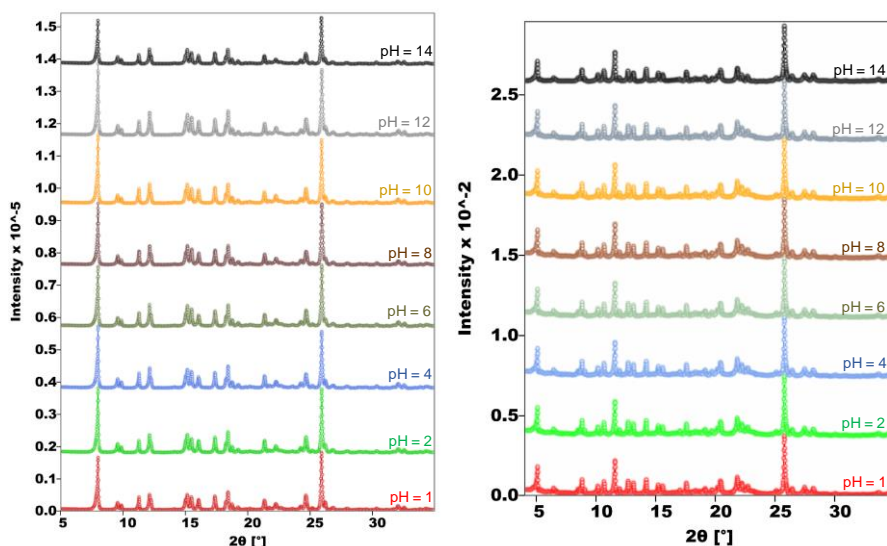 1.5
1.4
1.3
1.2
1.1
1.0
0.9
0.8
0.7
0.6
0.5
0.4
0.3
0.2
0.1
0.0
Intensity x 10^-5
pH = 14
pH = 12
pH = 10
pH = 8
pH = 6
pH = 4
pH = 2
pH = 1
5 10 15 20 25 30
2θ [°]
2.5
2.0
1.5
1.0
0.5
0.0
Intensity x 10^-2
pH = 14
pH = 12
pH = 10
pH = 8
pH = 6
pH = 4
pH = 2
pH = 1
5 10 15 20 25 30
2θ [°]